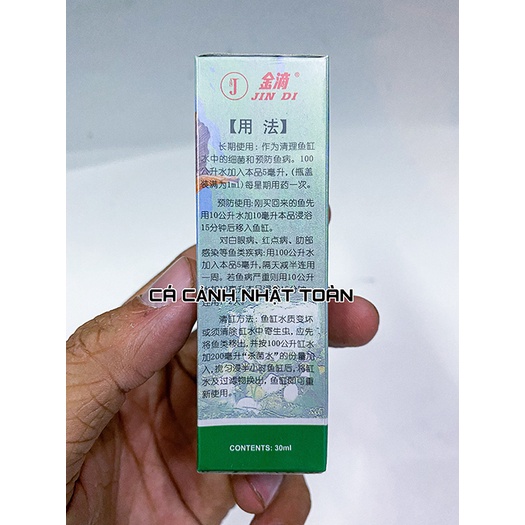 J
金滴®
JIN DI
【用 法】
长期使用：作为清理鱼缸
水中的细菌和预防鱼病，100
公升水加入本品5毫升，(瓶盖
装满为1ml)每星期用药一次。
预防使用：刚买回来的鱼先
用10公升水加10毫升本品浸浴
15分钟后移入鱼缸。
对白眼病、红点病、肋部
感染等鱼类疾病：用100公升水
加入本品5毫升，隔天减半连用
一周。若鱼病严重则用10公升
CÁ CẢNH NHẬT TOÀN
清缸方法：鱼缸水质变坏
或须清除缸水中寄生虫，应先
将鱼类移出，并按100公升缸水
加200毫升“杀菌水”的份量加
入，搅匀浸半小时鱼缸后，将缸
水及过滤物换出，鱼缸即可重
新使用。
CONTENTS: 30ml